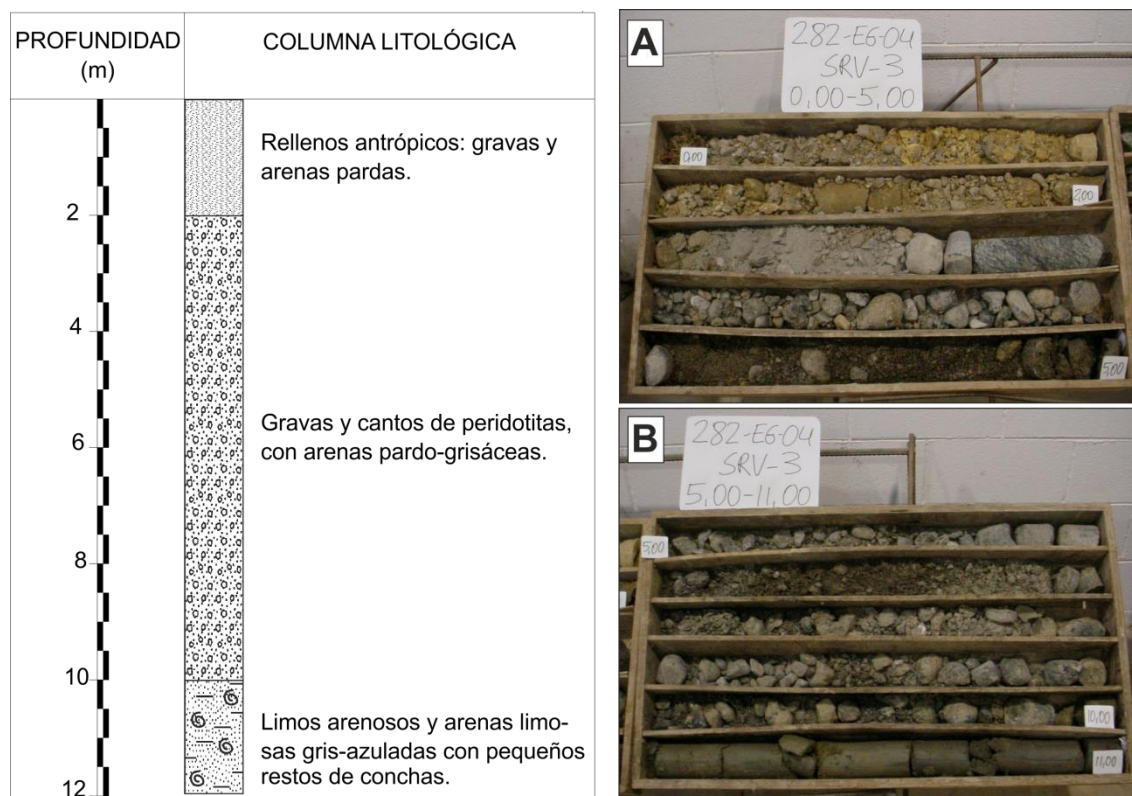 PROFUNDIDAD
(m)
COLUMNA LITOLÓGICA
Rellenos antrópicos: gravas y
arenas pardas.
2
4
Gravas y cantos de peridotitas,
con arenas pardo-grisáceas.
6
8
10
Limos arenosos y arenas limo-
sas gris-azuladas con pequeños
restos de conchas.
12
A
282-E6-04
SRV-3
0,00-5,00
0,00
2,00
5,00
B
282-E6-04
SRV-3
5,00-11,00
5,00
10,00
11,00